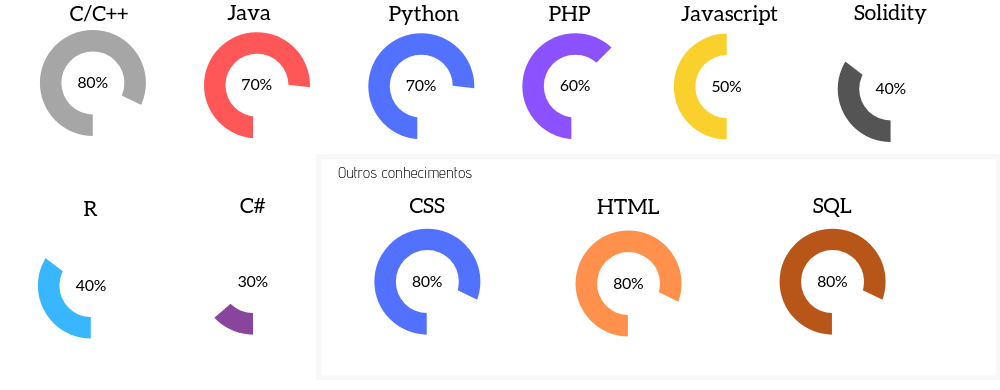 C/C++
Java
Python
PHP
Javascript
Solidity
80%
70%
70%
60%
50%
40%
Outros conhecimentos
R
C#
CSS
HTML
SQL
40%
30%
80%
80%
80%